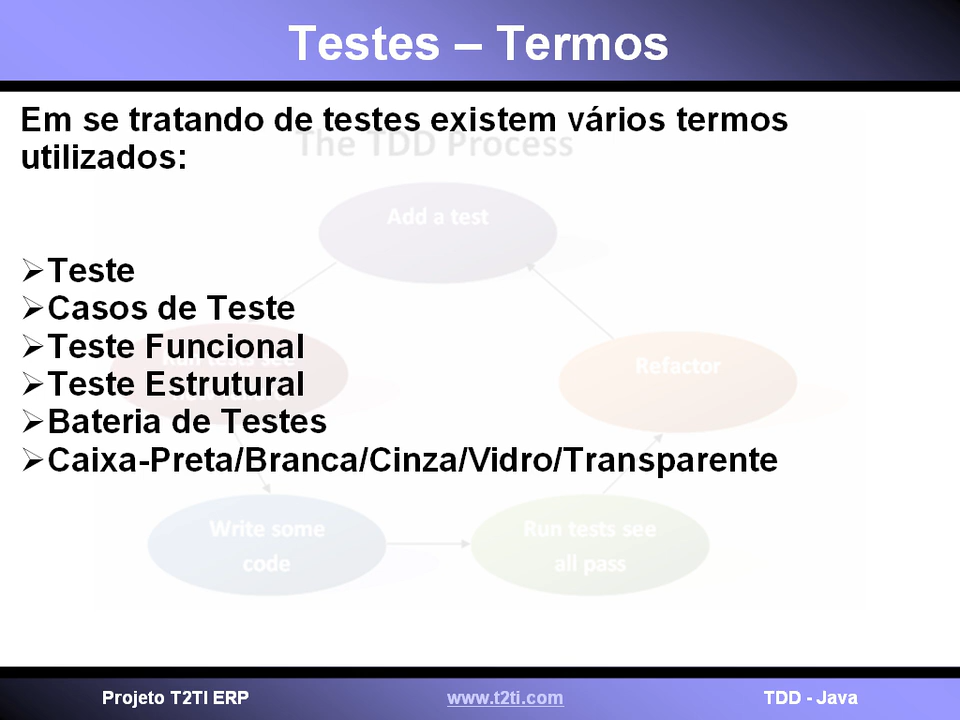 Testes – Termos
Em se tratando de testes existem vários termos
utilizados:
The TDD Process
Add a test
➢Teste
➢Casos de Teste
➢Teste Funcional
➢Teste Estrutural
➢Bateria de Testes
➢Caixa-Preta/Branca/Cinza/Vidro/Transparente
Refactor
Write some
code
Run tests see
all pass
Projeto T2TI ERP
www.t2ti.com
TDD - Java